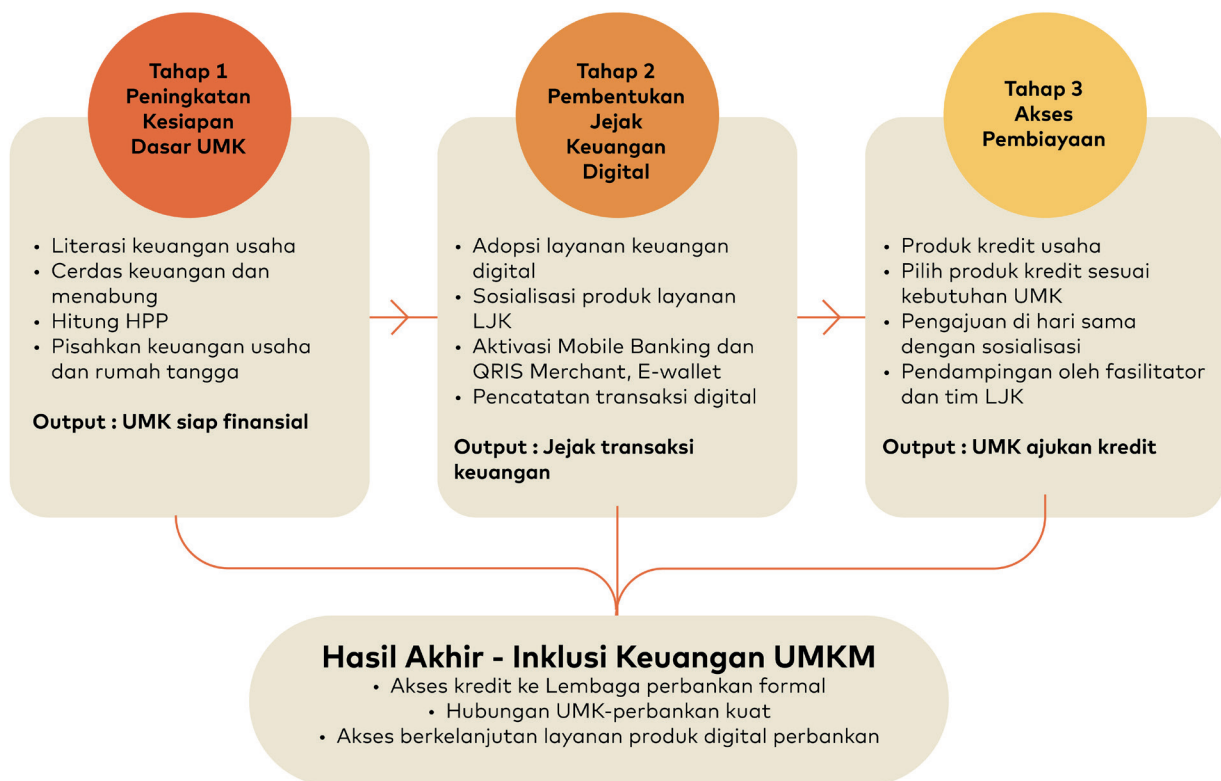 Tahap 1
Peningkatan
Kesiapan
Dasar UMK
• Literasi keuangan usaha
• Cerdas keuangan dan
menabung
• Hitung HPP
• Pisahkan keuangan usaha
dan rumah tangga
Output : UMK siap finansial
Tahap 2
Pembentukan
Jejak
Keuangan
Digital
• Adopsi layanan keuangan
digital
• Sosialisasi produk layanan
LJK
• Aktivasi Mobile Banking dan
QRIS Merchant, E-wallet
• Pencatatan transaksi digital
Output : Jejak transaksi
keuangan
Tahap 3
Akses
Pembiayaan
• Produk kredit usaha
• Pilih produk kredit sesuai
kebutuhan UMK
• Pengajuan di hari sama
dengan sosialisasi
• Pendampingan oleh fasilitator
dan tim LJK
Output : UMK ajukan kredit
Hasil Akhir - Inklusi Keuangan UMKM
• Akses kredit ke Lembaga perbankan formal
• Hubungan UMK-perbankan kuat
• Akses berkelanjutan layanan produk digital perbankan